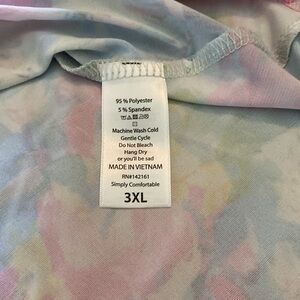 95% Polyester
5% Spandex
Machine Wash Cold
Gentle Cycle
Do Not Bleach
Hang Dry
or you'll be sad
MADE IN VIETNAM
RN#142161
Simply Comfortable
3XL